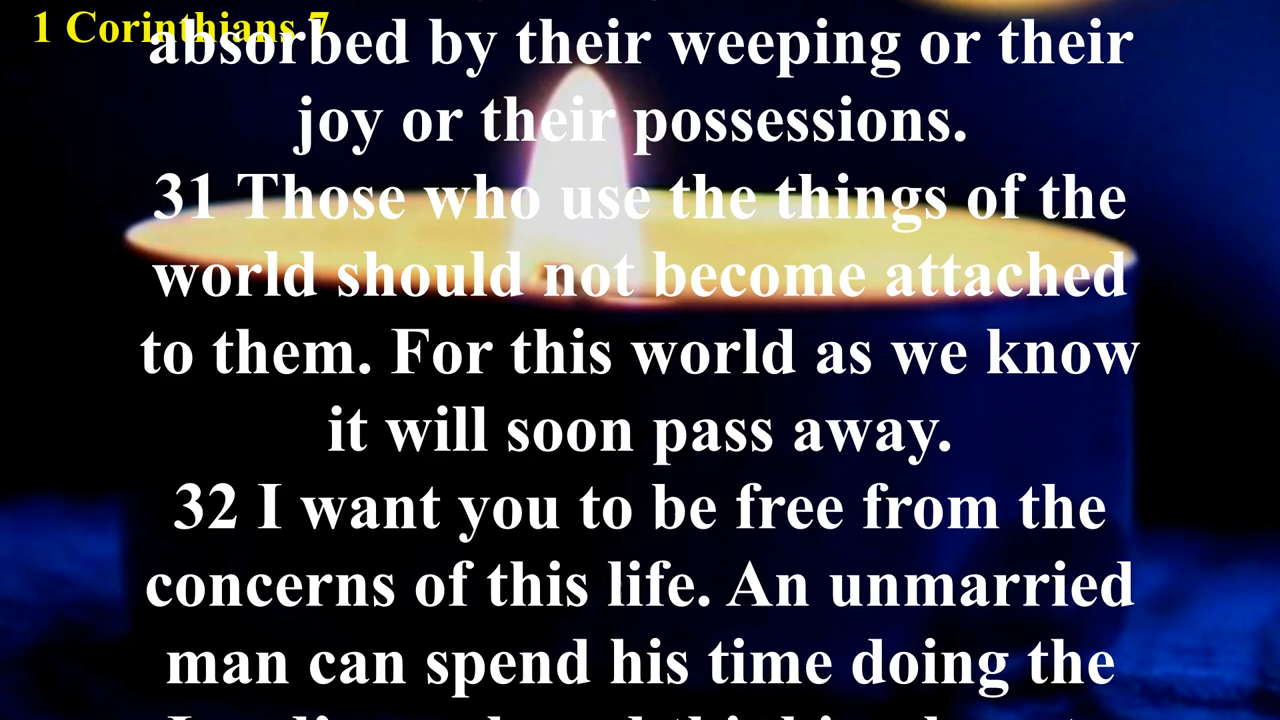 1 Corinthians 7
absorbed by their weeping or their
joy or their possessions.
31 Those who use the things of the
world should not become attached
to them. For this world as we know
it will soon pass away.
32 I want you to be free from the
concerns of this life. An unmarried
man can spend his time doing the